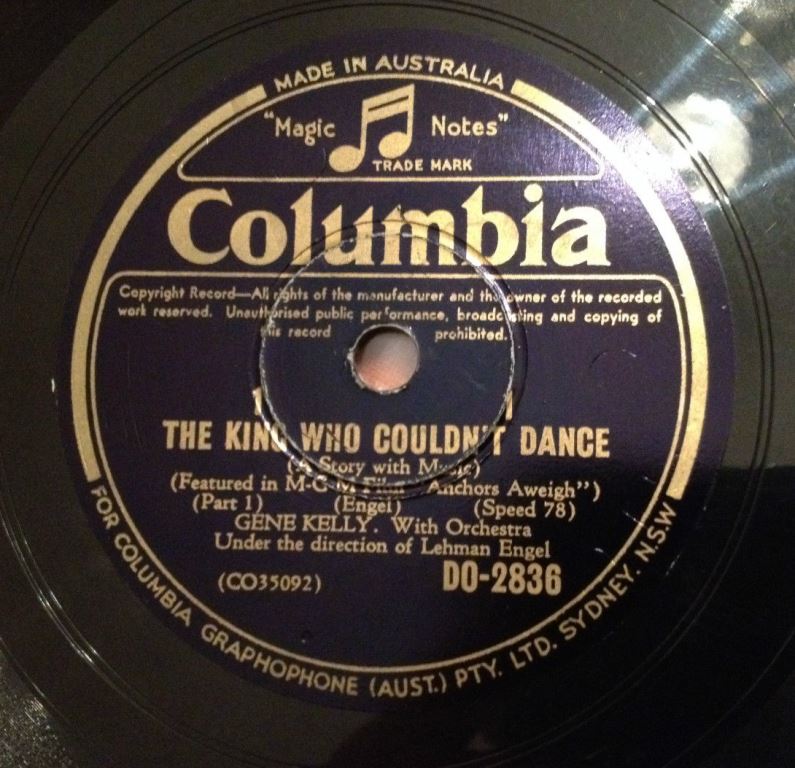 MADE IN AUSTRALIA
"Magic Notes"
TRADE MARK
Columbia
Copyright Record—All rights of the manufacturer and the owner of the recorded
work reserved. Unauthorised public performance, broadcasting and copying of
this record prohibited.
THE KING WHO COULDN'T DANCE
(A Story with Music)
(Featured in M-G-M Film "Anchors Aweigh")
(Part 1) (Engel) (Speed 78)
GENE KELLY. With Orchestra
Under the direction of Lehman Engel
(CO35092) DO-2836
FOR COLUMBIA GRAPHOPHONE (AUST.) PTY. LTD. SYDNEY. N.S.W